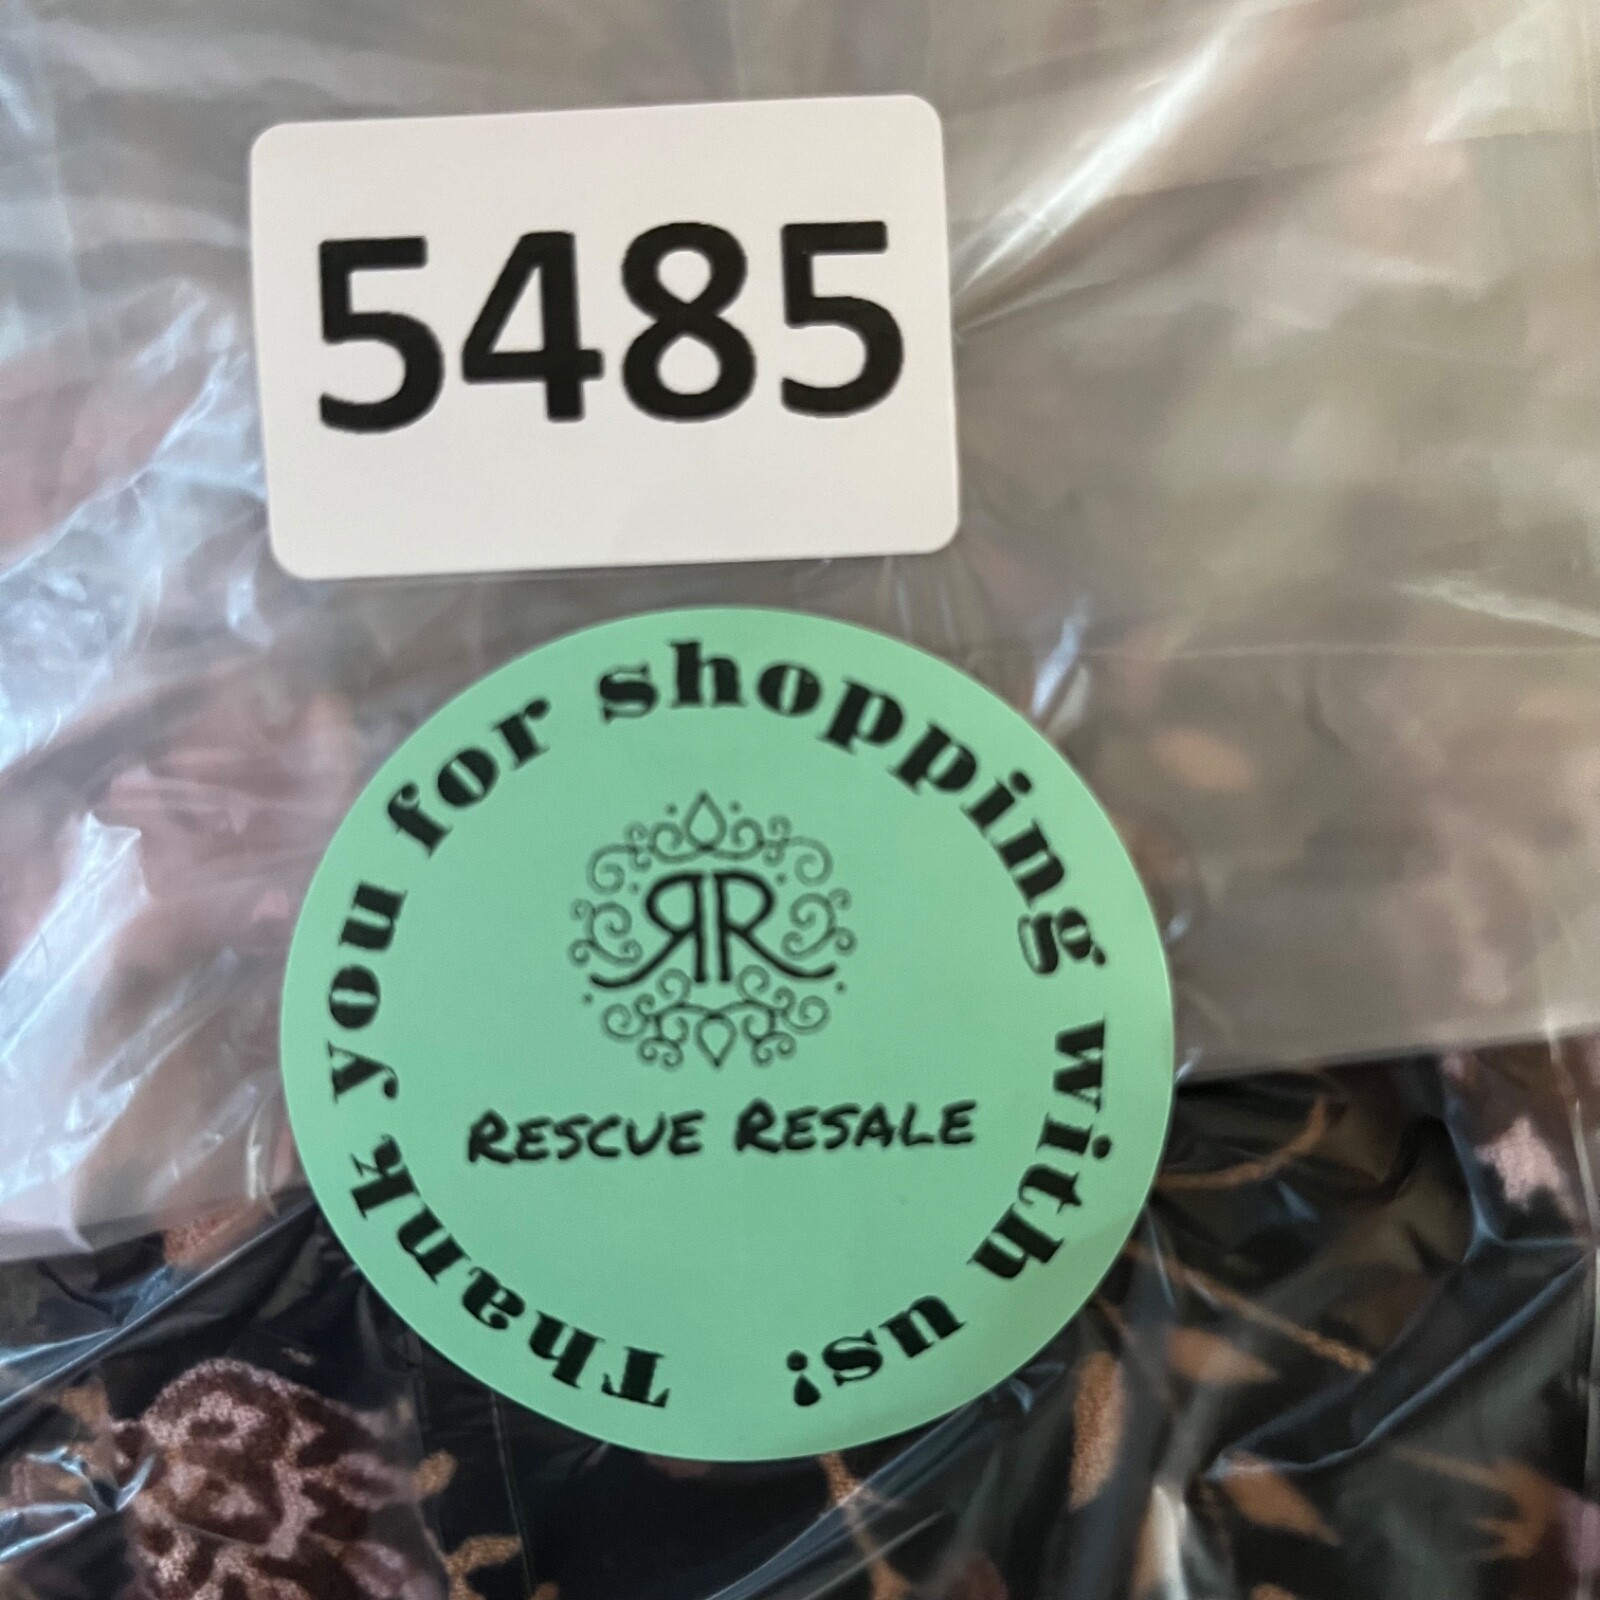 5485
Thank you for shopping with us!
RR
RESCUE RESALE